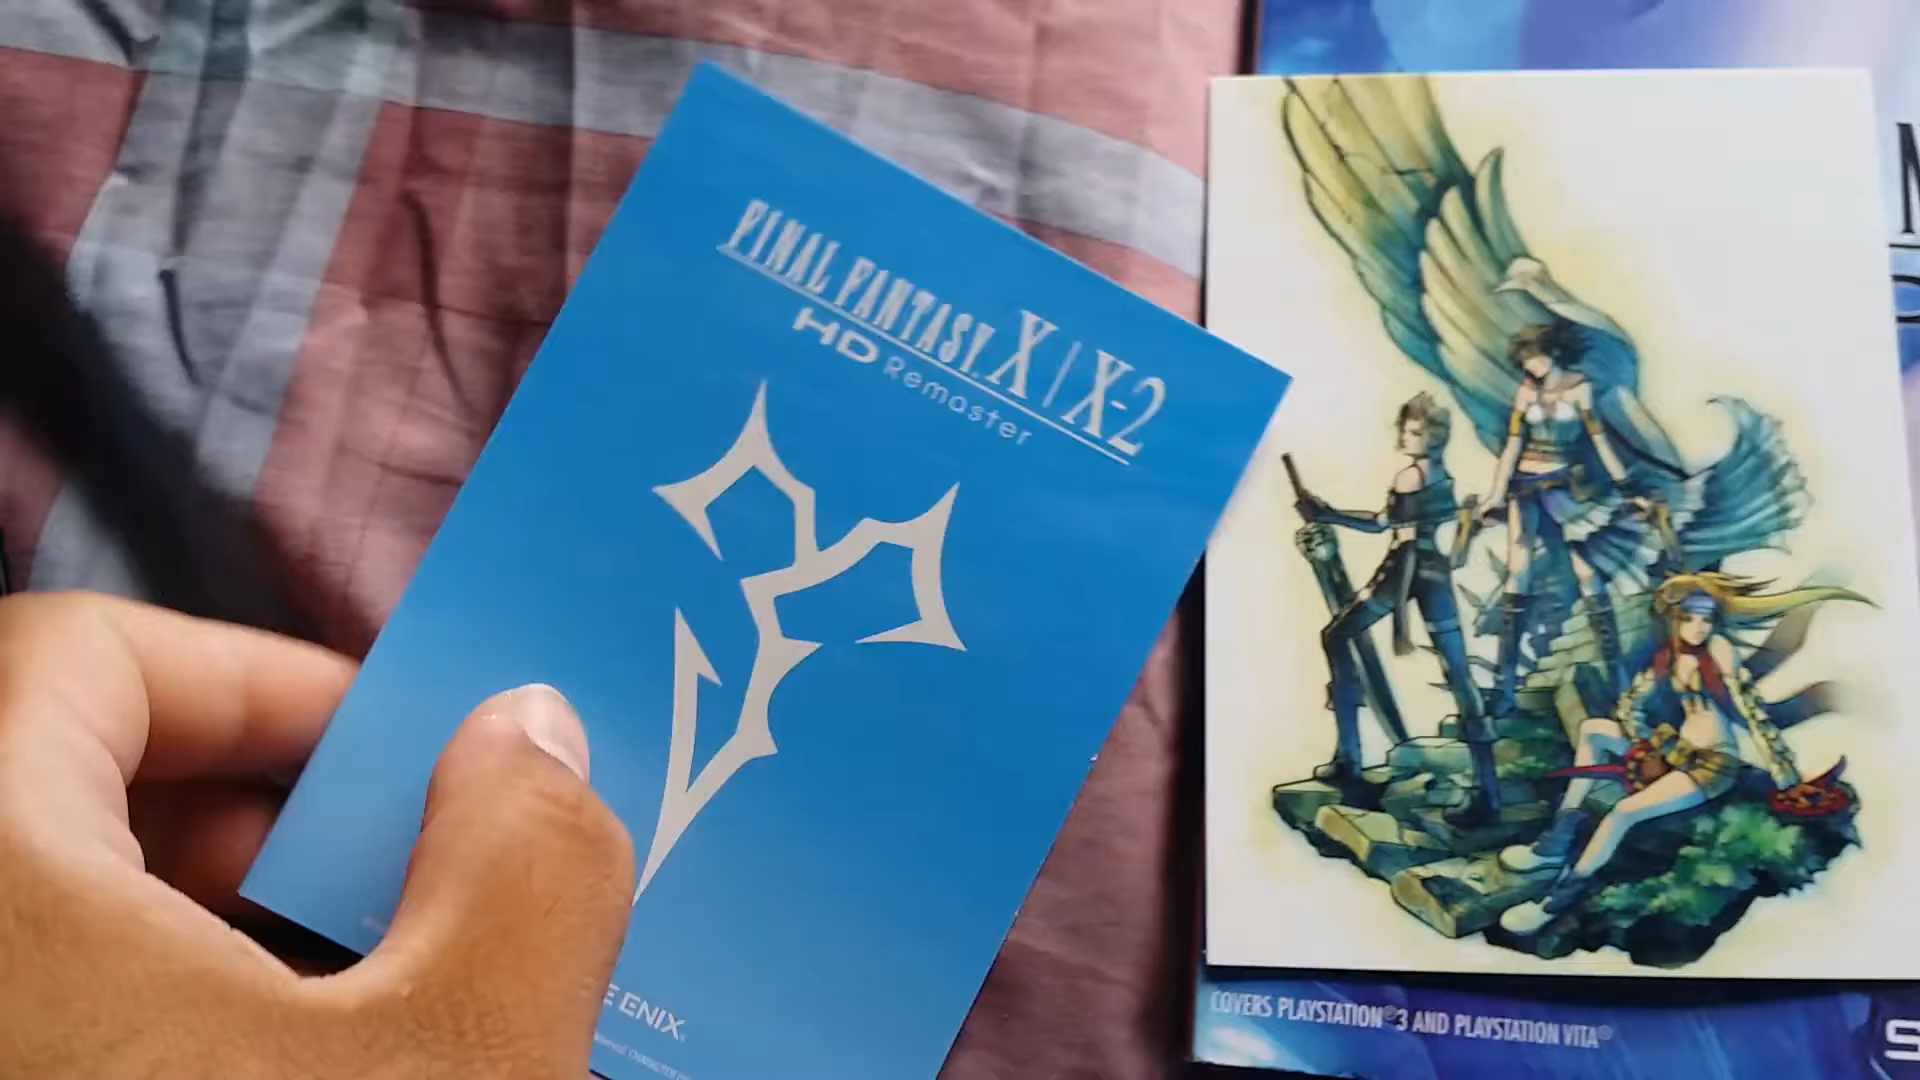 FINAL FANTASY X | X-2
HD Remaster
E ENIX
COVERS PLAYSTATION®3 AND PLAYSTATION VITA®